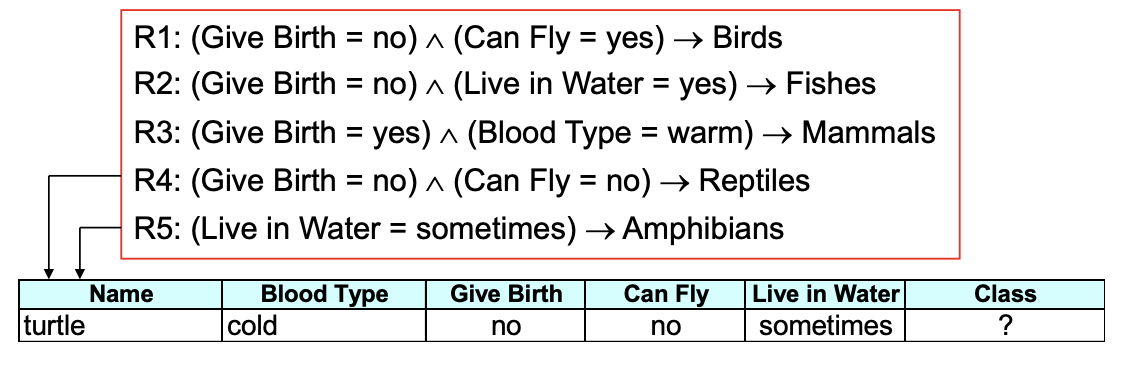 R1: (Give Birth = no) ∧ (Can Fly = yes) → Birds
R2: (Give Birth = no) ∧ (Live in Water = yes) → Fishes
R3: (Give Birth = yes) ∧ (Blood Type = warm) → Mammals
R4: (Give Birth = no) ∧ (Can Fly = no) → Reptiles
R5: (Live in Water = sometimes) → Amphibians
Name Blood Type Give Birth Can Fly Live in Water Class
turtle cold no no sometimes ?